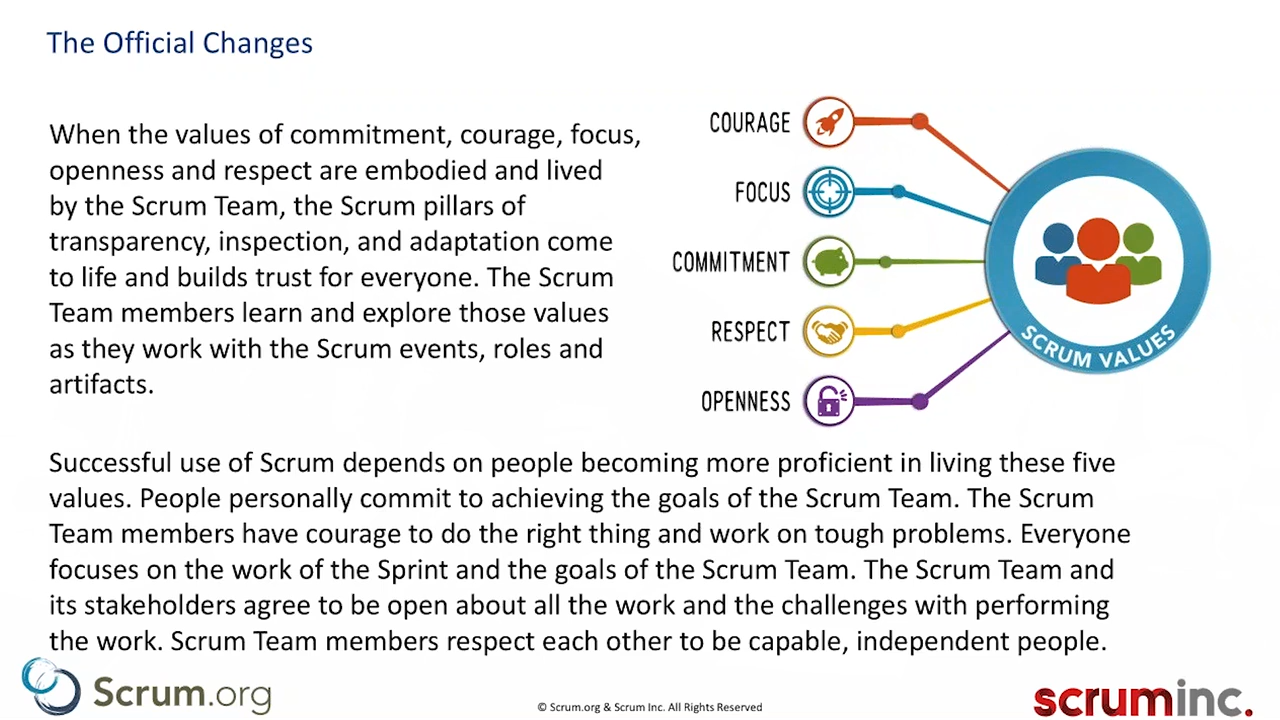 The Official Changes
When the values of commitment, courage, focus,
openness and respect are embodied and lived
by the Scrum Team, the Scrum pillars of
transparency, inspection, and adaptation come
to life and builds trust for everyone. The Scrum
Team members learn and explore those values
as they work with the Scrum events, roles and
artifacts.
COURAGE
FOCUS
COMMITMENT
RESPECT
OPENNESS
SCRUM VALUES
Successful use of Scrum depends on people becoming more proficient in living these five
values. People personally commit to achieving the goals of the Scrum Team. The Scrum
Team members have courage to do the right thing and work on tough problems. Everyone
focuses on the work of the Sprint and the goals of the Scrum Team. The Scrum Team and
its stakeholders agree to be open about all the work and the challenges with performing
the work. Scrum Team members respect each other to be capable, independent people.
Scrum.org
© Scrum.org & Scrum Inc. All Rights Reserved
scruminc.